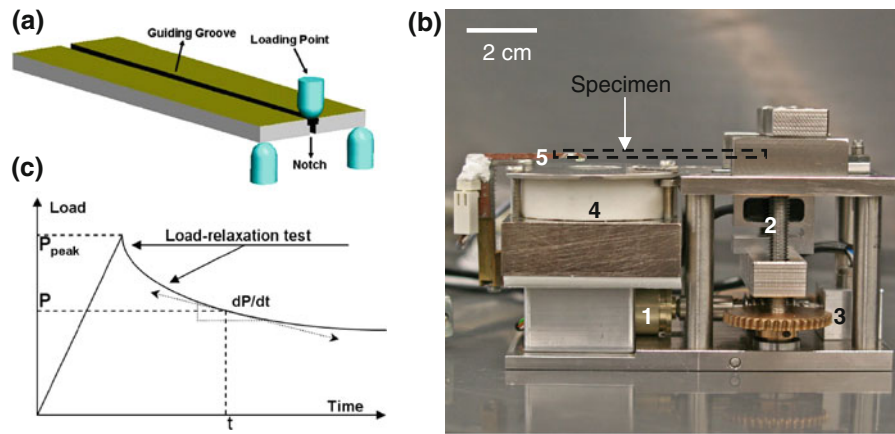 (a)
Guiding Groove
Loading Point
Notch
(b)
2 cm
Specimen
5
4
2
1
3
(c)
Load
P peak
Load-relaxation test
P
dP/dt
Time
t